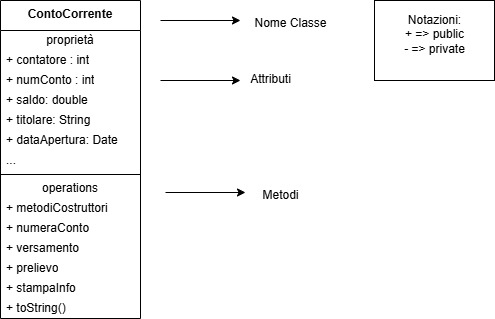 ContoCorrente
proprietà
+ contatore : int
+ numConto : int
+ saldo: double
+ titolare: String
+ dataApertura: Date
...
operations
+ metodiCostruttori
+ numeraConto
+ versamento
+ prelievo
+ stampaInfo
+ toString()
Nome Classe
Attributi
Metodi
Notazioni:
+ => public
- => private